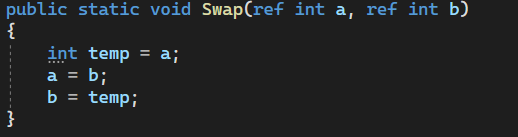 public static void Swap(ref int a, ref int b)
{
    int temp = a;
    a = b;
    b = temp;
}